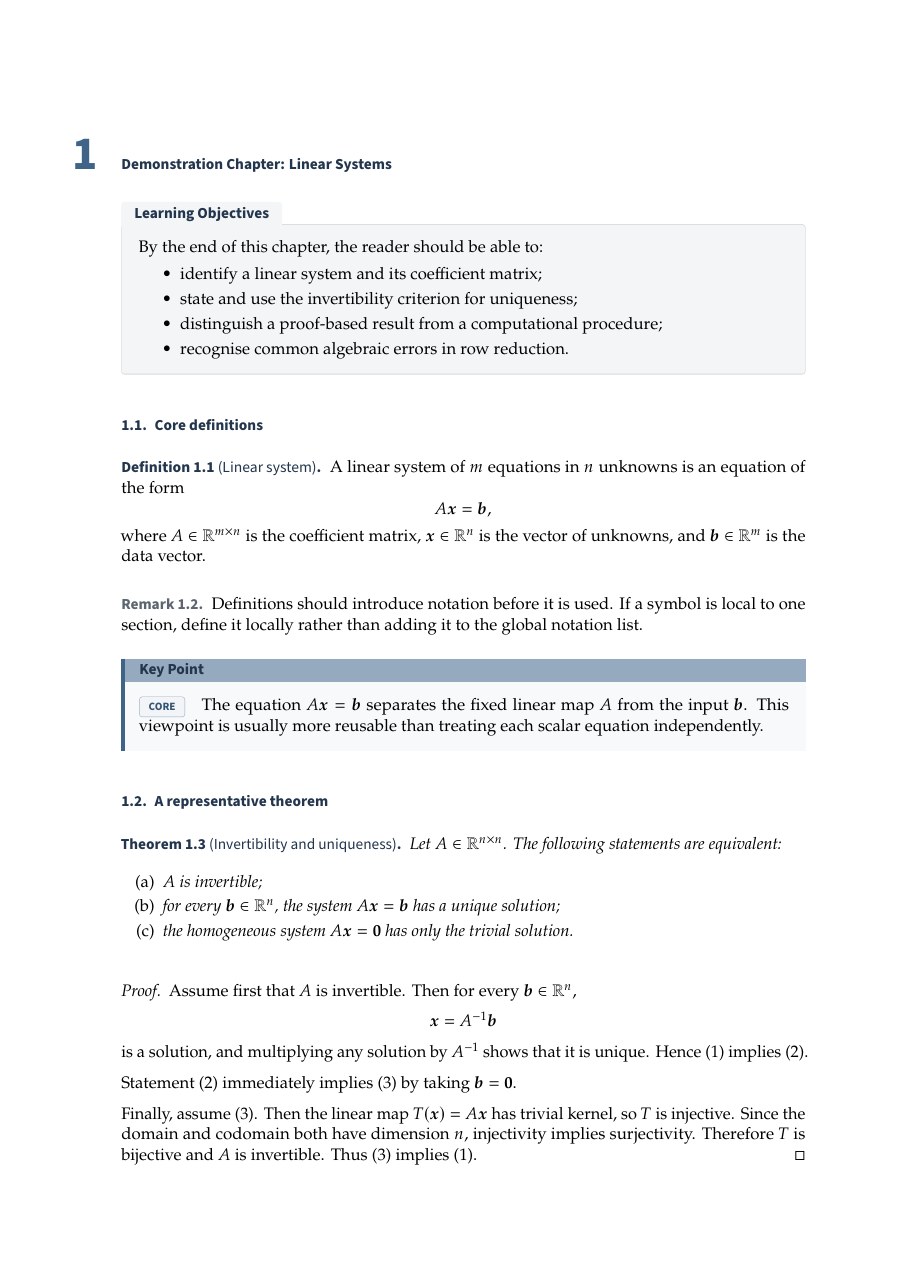 1 Demonstration Chapter: Linear Systems
Learning Objectives
By the end of this chapter, the reader should be able to:
• identify a linear system and its coefficient matrix;
• state and use the invertibility criterion for uniqueness;
• distinguish a proof-based result from a computational procedure;
• recognise common algebraic errors in row reduction.
1.1. Core definitions
Definition 1.1 (Linear system). A linear system of m equations in n unknowns is an equation of
the form
Ax = b,
where A ∈ ℝᵐˣⁿ is the coefficient matrix, x ∈ ℝⁿ is the vector of unknowns, and b ∈ ℝᵐ is the
data vector.
Remark 1.2. Definitions should introduce notation before it is used. If a symbol is local to one
section, define it locally rather than adding it to the global notation list.
Key Point
CORE The equation Ax = b separates the fixed linear map A from the input b. This
viewpoint is usually more reusable than treating each scalar equation independently.
1.2. A representative theorem
Theorem 1.3 (Invertibility and uniqueness). Let A ∈ ℝⁿˣⁿ. The following statements are equivalent:
(a) A is invertible;
(b) for every b ∈ ℝⁿ, the system Ax = b has a unique solution;
(c) the homogeneous system Ax = 0 has only the trivial solution.
Proof. Assume first that A is invertible. Then for every b ∈ ℝⁿ,
x = A⁻¹b
is a solution, and multiplying any solution by A⁻¹ shows that it is unique. Hence (1) implies (2).
Statement (2) immediately implies (3) by taking b = 0.
Finally, assume (3). Then the linear map T(x) = Ax has trivial kernel, so T is injective. Since the
domain and codomain both have dimension n, injectivity implies surjectivity. Therefore T is
bijective and A is invertible. Thus (3) implies (1). □